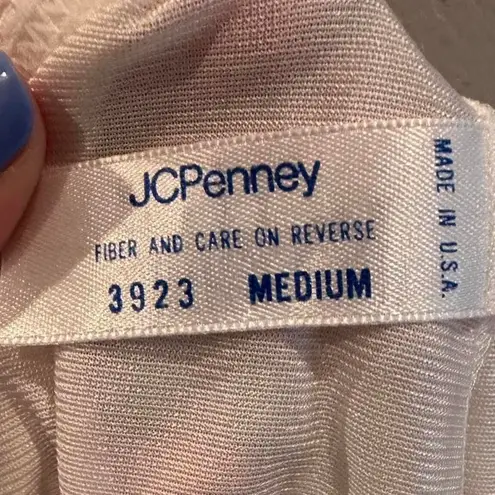 JCPenney
FIBER AND CARE ON REVERSE
3923 MEDIUM
MADE IN U.S.A.